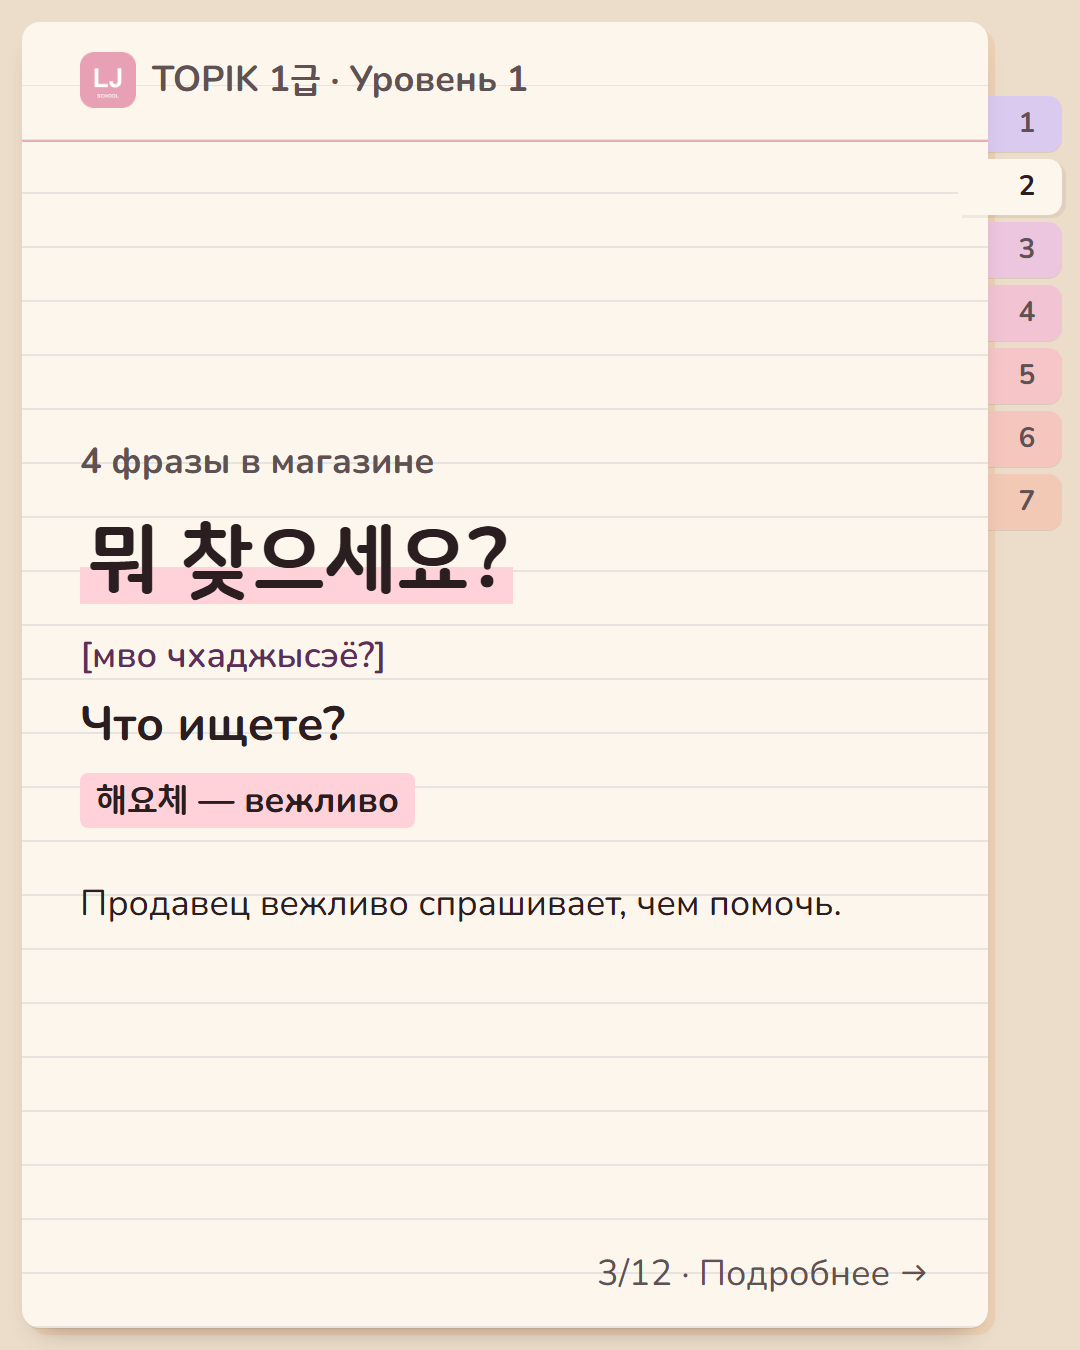 LJ
SCHOOL
TOPIK 1급 · Уровень 1
1
2
3
4
5
6
7
4 фразы в магазине
뭐 찾으세요?
[мво чхаджысэё?]
Что ищете?
해요체 — вежливо
Продавец вежливо спрашивает, чем помочь.
3/12 · Подробнее →